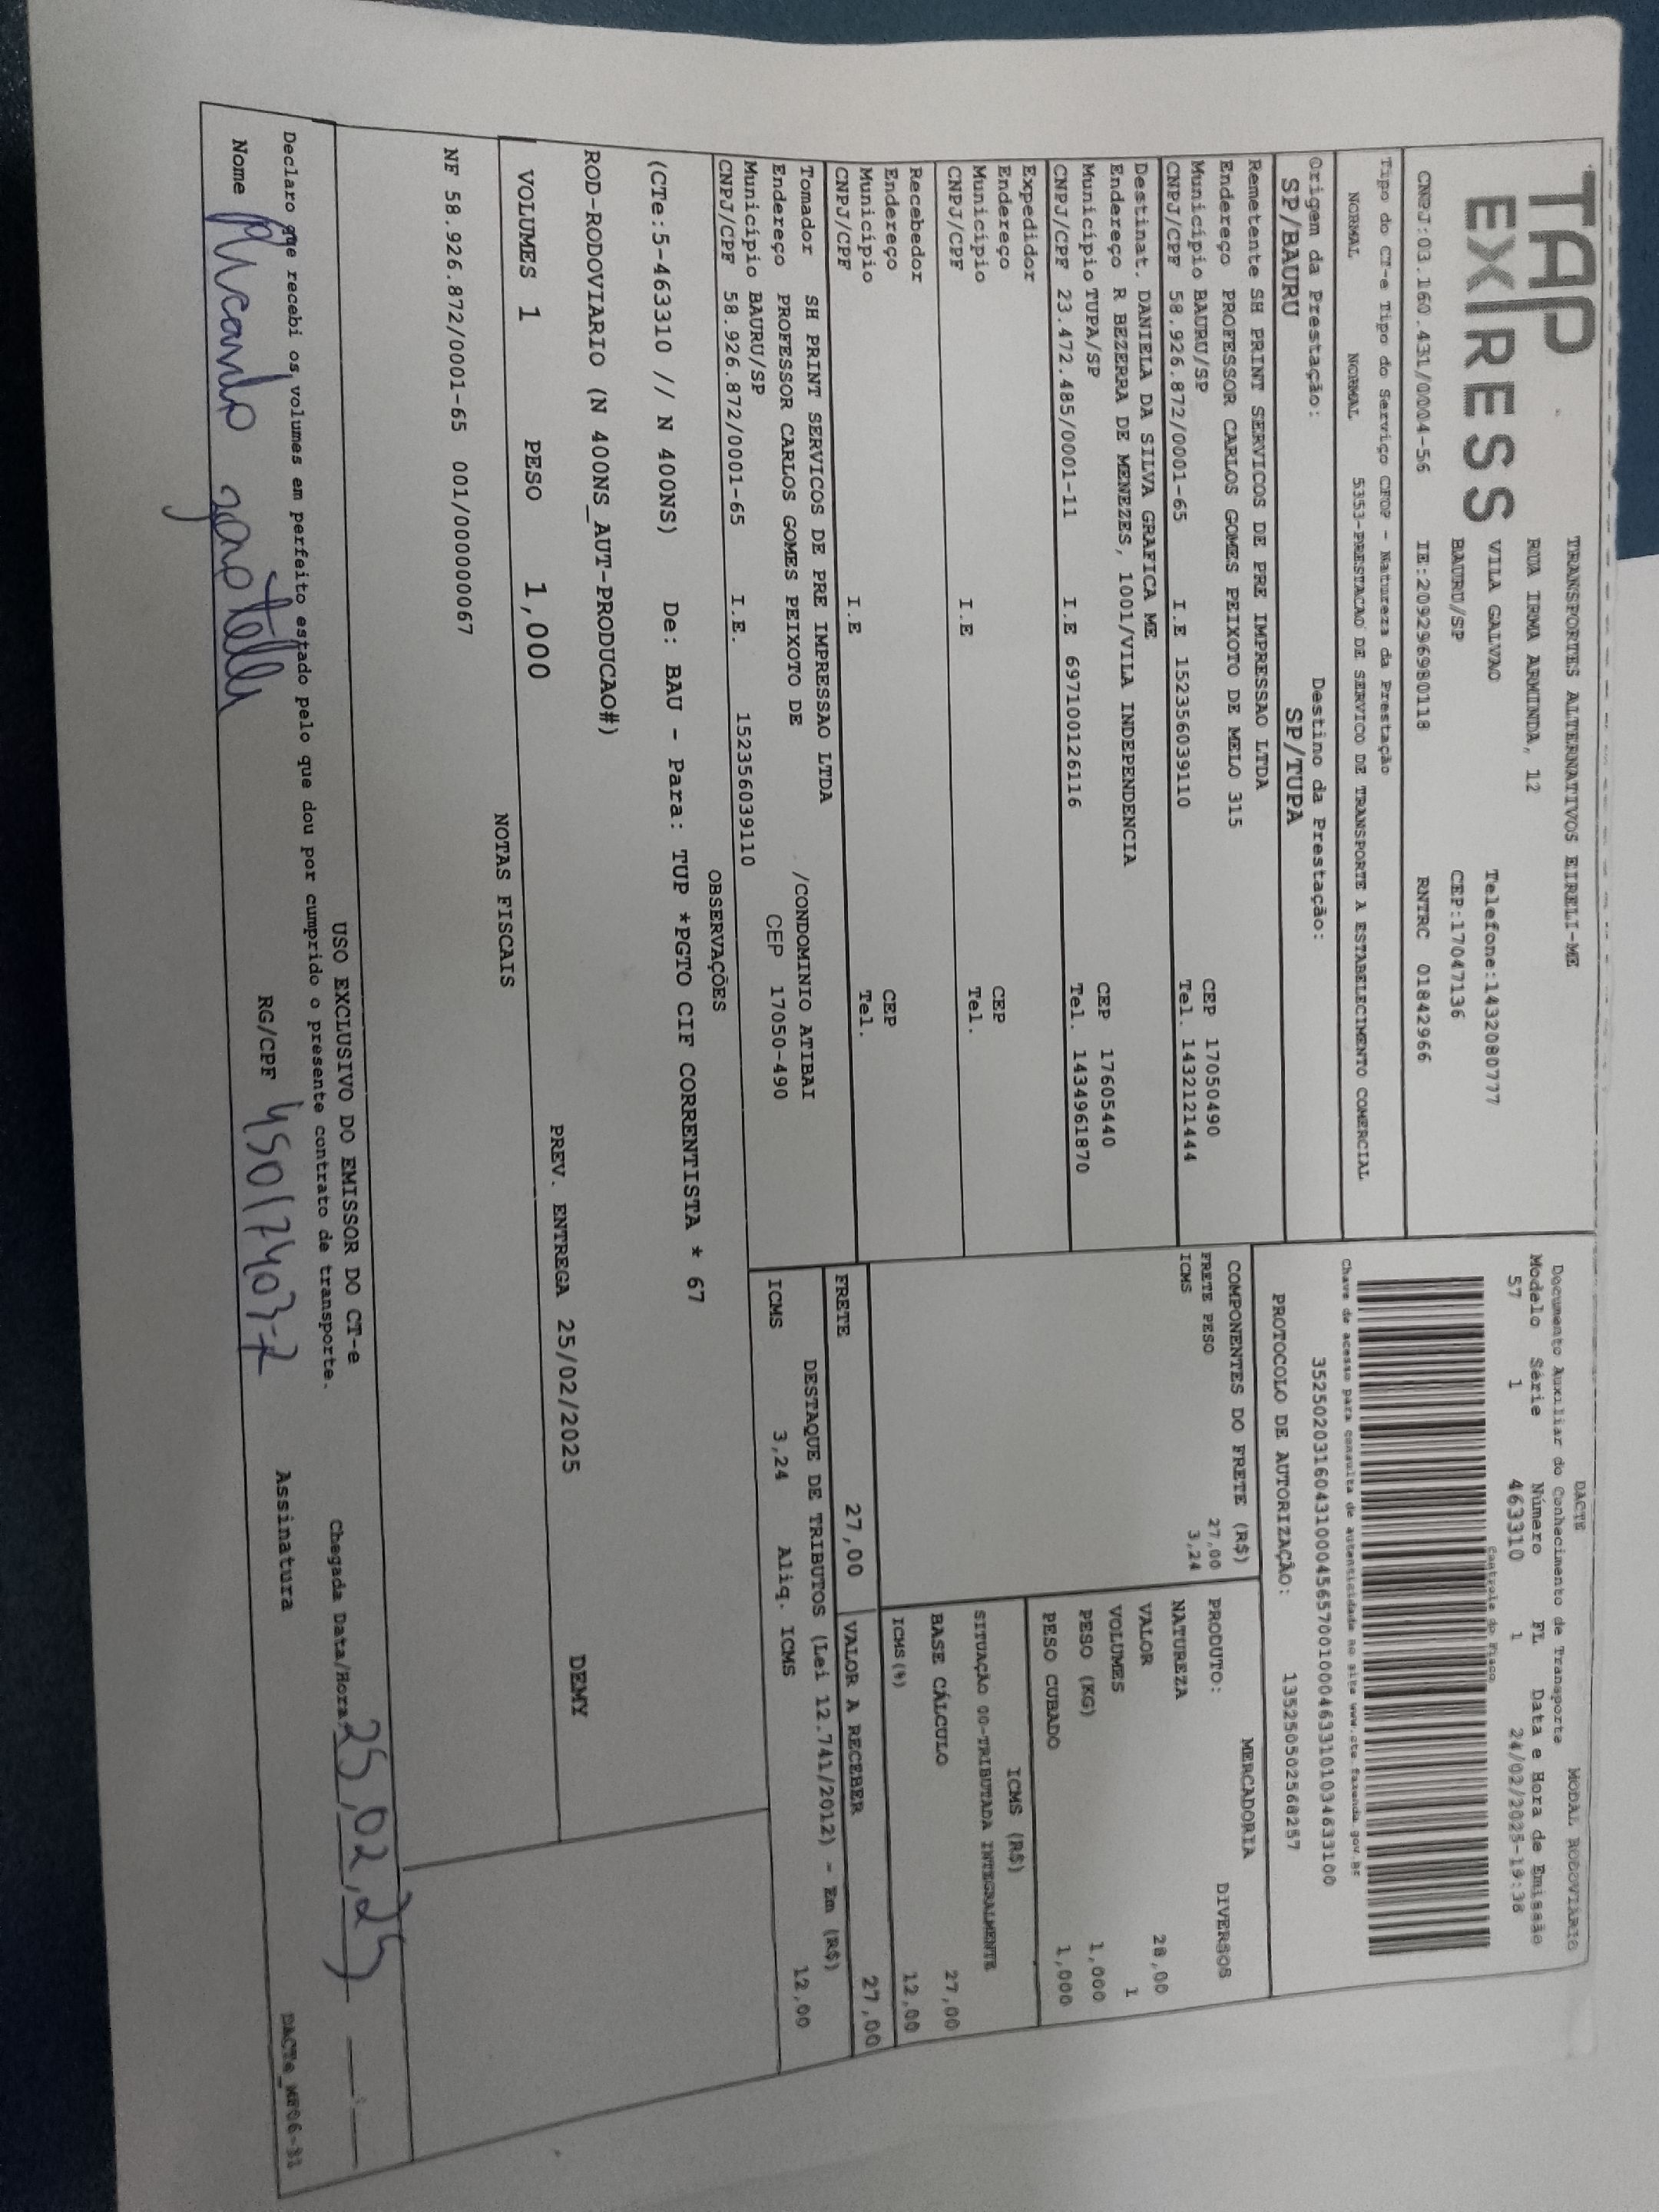 TAP
EXPRESS
TRANSPORTES ALTERNATIVOS EIRELI-ME
RUA IRMA ARMINDA, 12
VILA GALVAO Telefone:1432080777
BAURU/SP CEP:17047136
CNPJ:03.160.431/0004-56 IE:209296980118 RNTRC 01842966
Tipo do CT-e Tipo do Serviço CFOP - Natureza da Prestação
NORMAL NORMAL 5353-PRESTACAO DE SERVICO DE TRANSPORTE A ESTABELECIMENTO COMERCIAL
Origem da Prestação: Destino da Prestação:
SP/BAURU SP/TUPA
DACTE MODAL RODOVIARIO
Documento Auxiliar do Conhecimento de Transporte
Modelo Série Número FL Data e Hora de Emissão
57 1 463310 1 24/02/2025-19:36
Controle do Fisco
Chave de acesso para consulta de autenticidade no site www.cte.fazenda.gov.br
PROTOCOLO DE AUTORIZAÇÃO:
Remetente SH PRINT SERVICOS DE PRE IMPRESSAO LTDA
Endereço PROFESSOR CARLOS GOMES PEIXOTO DE MELO 315 CEP 17050490
Município BAURU/SP Tel. 1432121444
CNPJ/CPF 58.926.872/0001-65 I.E 152356039110
Destinat. DANIELA DA SILVA GRAFICA ME
Endereço R BEZERRA DE MENEZES, 1001/VILA INDEPENDENCIA
Município TUPA/SP CEP 17605440
CNPJ/CPF 23.472.485/0001-11 I.E 697100126116 Tel. 1434961870
Expedidor
Endereço
Município CEP
CNPJ/CPF I.E Tel.
Recebedor
Endereço
Município CEP
CNPJ/CPF I.E Tel.
Tomador SH PRINT SERVICOS DE PRE IMPRESSAO LTDA
Endereço PROFESSOR CARLOS GOMES PEIXOTO DE /CONDOMINIO ATIBAI
Município BAURU/SP CEP 17050-490
CNPJ/CPF 58.926.872/0001-65 I.E. 152356039110
COMPONENTES DO FRETE (R$)
FRETE PESO 27,00
ICMS 3,24
MERCADORIA
PRODUTO: DIVERSOS
NATUREZA
VALOR 28,00
VOLUMES 1
PESO (KG) 1,000
PESO CUBADO 1,000
ICMS (R$)
SITUAÇÃO 00-TRIBUTADA INTEGRALMENTE
BASE CÁLCULO 27,00
ICMS(%) 12,00
FRETE 27,00 VALOR A RECEBER 27,00
DESTAQUE DE TRIBUTOS (Lei 12.741/2012) - Em (R$)
ICMS 3,24 Aliq. ICMS 12,00
OBSERVAÇÕES
(CTe:5-463310 // N 400NS) De: BAU - Para: TUP *PGTO CIF CORRENTISTA * 67
ROD-RODOVIARIO (N 400NS_AUT-PRODUCAO#)
VOLUMES 1 PESO 1,000 PREV. ENTREGA 25/02/2025 DEMY
NOTAS FISCAIS
NF 58.926.872/0001-65 001/000000067
USO EXCLUSIVO DO EMISSOR DO CT-e
Declaro que recebi os volumes em perfeito estado pelo que dou por cumprido o presente contrato de transporte. Chegada Data/Hora 25,02,25
Nome RG/CPF 45017403-7 Assinatura